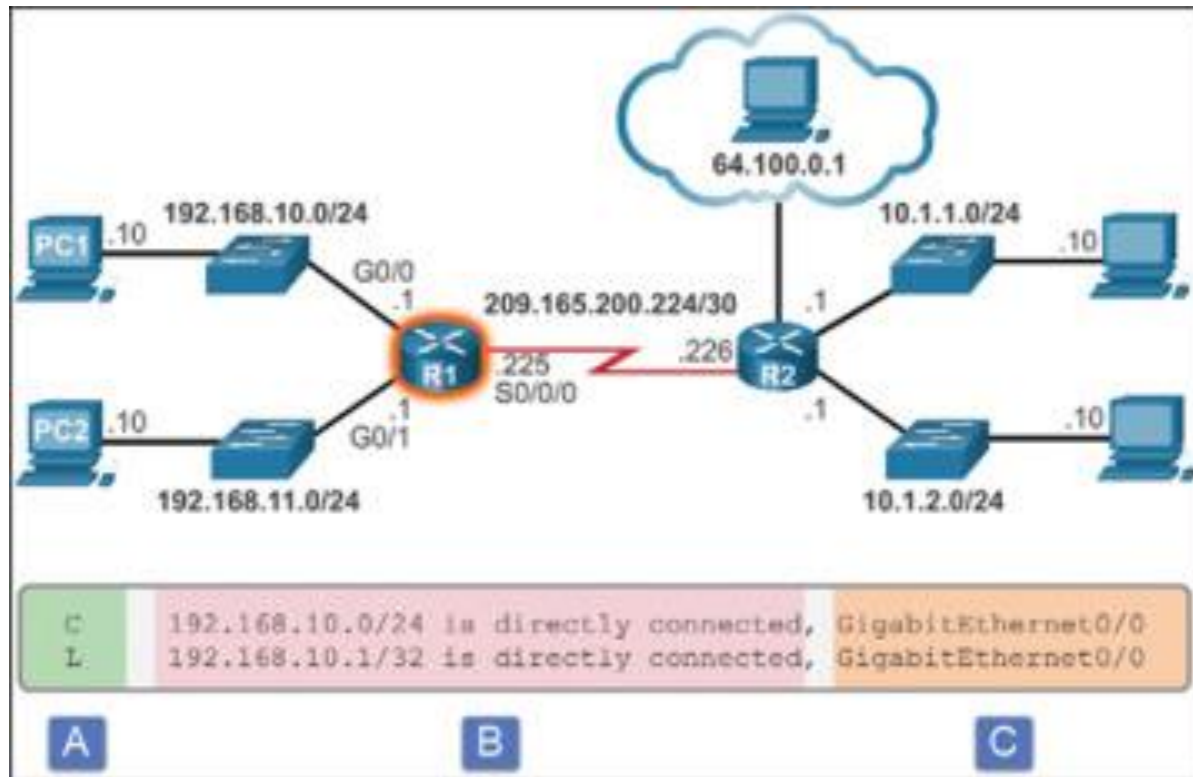 64.100.0.1
192.168.10.0/24
10.1.1.0/24
PC1
.10
.10
G0/0
.1
209.165.200.224/30
.1
R1
.225
S0/0/0
.226
R2
PC2
.10
.1
G0/1
.1
.10
192.168.11.0/24
10.1.2.0/24
C 192.168.10.0/24 is directly connected, GigabitEthernet0/0
L 192.168.10.1/32 is directly connected, GigabitEthernet0/0
A B C